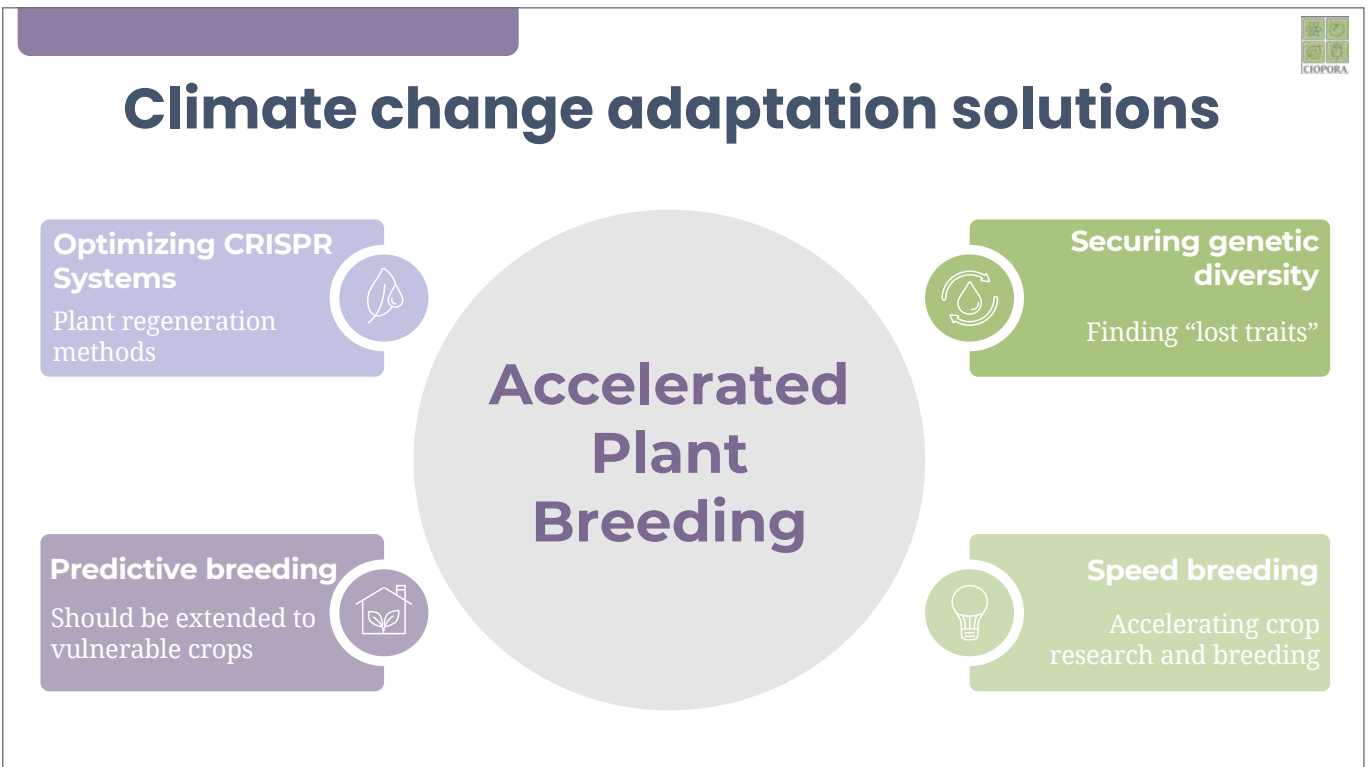 CIOPORA
Climate change adaptation solutions
Optimizing CRISPR
Systems
Plant regeneration
methods
Securing genetic
diversity
Finding “lost traits”
Accelerated
Plant
Breeding
Predictive breeding
Should be extended to
vulnerable crops
Speed breeding
Accelerating crop
research and breeding